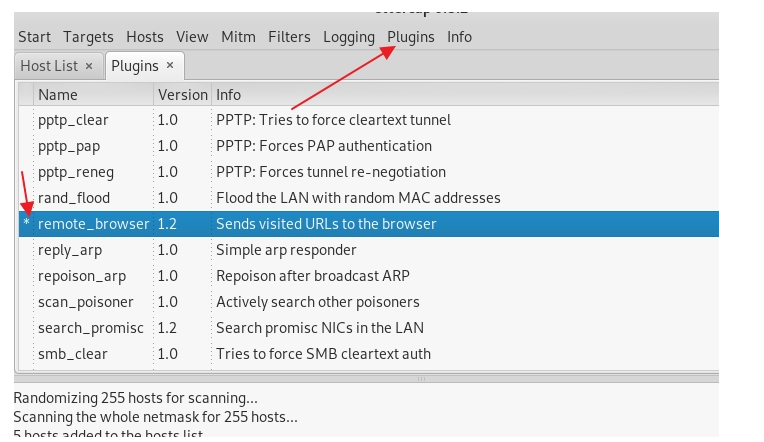 Start Targets Hosts View Mitm Filters Logging Plugins Info
Host List × Plugins ×
Name Version Info
pptp_clear 1.0 PPTP: Tries to force cleartext tunnel
pptp_pap 1.0 PPTP: Forces PAP authentication
pptp_reneg 1.0 PPTP: Forces tunnel re-negotiation
rand_flood 1.0 Flood the LAN with random MAC addresses
* remote_browser 1.2 Sends visited URLs to the browser
reply_arp 1.0 Simple arp responder
repoison_arp 1.0 Repoison after broadcast ARP
scan_poisoner 1.0 Actively search other poisoners
search_promisc 1.2 Search promisc NICs in the LAN
smb_clear 1.0 Tries to force SMB cleartext auth
Randomizing 255 hosts for scanning...
Scanning the whole netmask for 255 hosts...
5 hosts added to the hosts list